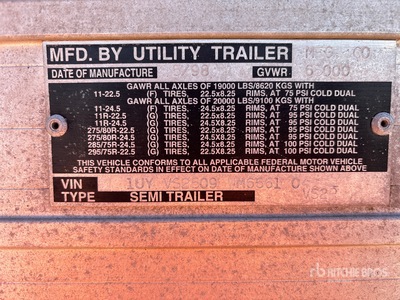 MFD. BY UTILITY TRAILER MFG. CO.
DATE OF MANUFACTURE 798 GVWR 000
GAWR ALL AXLES OF 19000 LBS/8620 KGS WITH
11-22.5 (F) TIRES, 22.5x8.25 RIMS, AT 75 PSI COLD DUAL
GAWR ALL AXLES OF 20000 LBS/9100 KGS WITH
11-24.5 (F) TIRES, 24.5x8.25 RIMS, AT 75 PSI COLD DUAL
11R-22.5 (G) TIRES, 22.5x8.25 RIMS, AT 95 PSI COLD DUAL
11R-24.5 (G) TIRES, 24.5x8.25 RIMS, AT 95 PSI COLD DUAL
275/80R-22.5 (G) TIRES, 22.5x8.25 RIMS, AT 95 PSI COLD DUAL
275/80R-24.5 (G) TIRES, 24.5x8.25 RIMS, AT 95 PSI COLD DUAL
285/75R-24.5 (G) TIRES, 24.5x8.25 RIMS, AT 100 PSI COLD DUAL
295/75R-22.5 (G) TIRES, 22.5x8.25 RIMS, AT 100 PSI COLD DUAL
THIS VEHICLE CONFORMS TO ALL APPLICABLE FEDERAL MOTOR VEHICLE
SAFETY STANDARDS IN EFFECT ON DATE OF MANUFACTURE SHOWN ABOVE
VIN
TYPE SEMI TRAILER
rb ritchie bros.